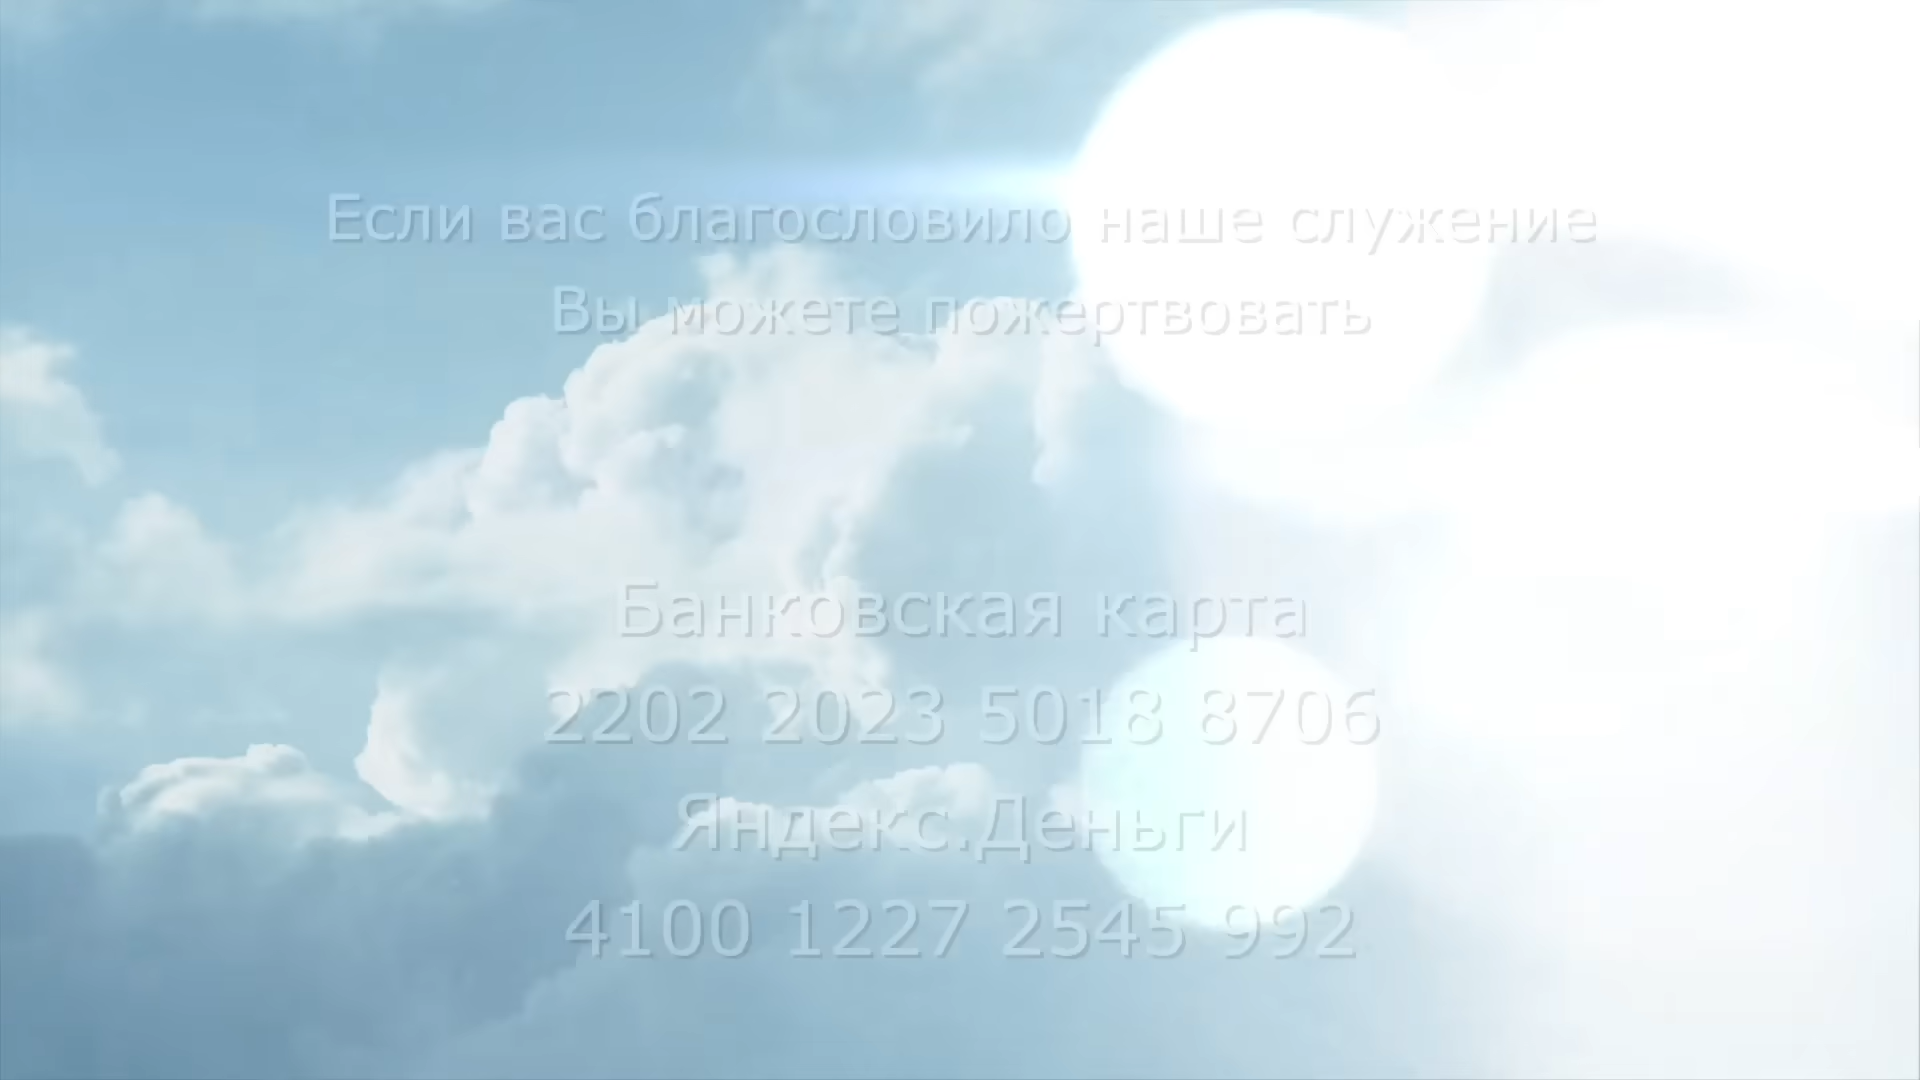 Если вас благословило наше служение
Вы можете пожертвовать
Банковская карта
2202 2023 5018 8706
Яндекс.Деньги
4100 1227 2545 992